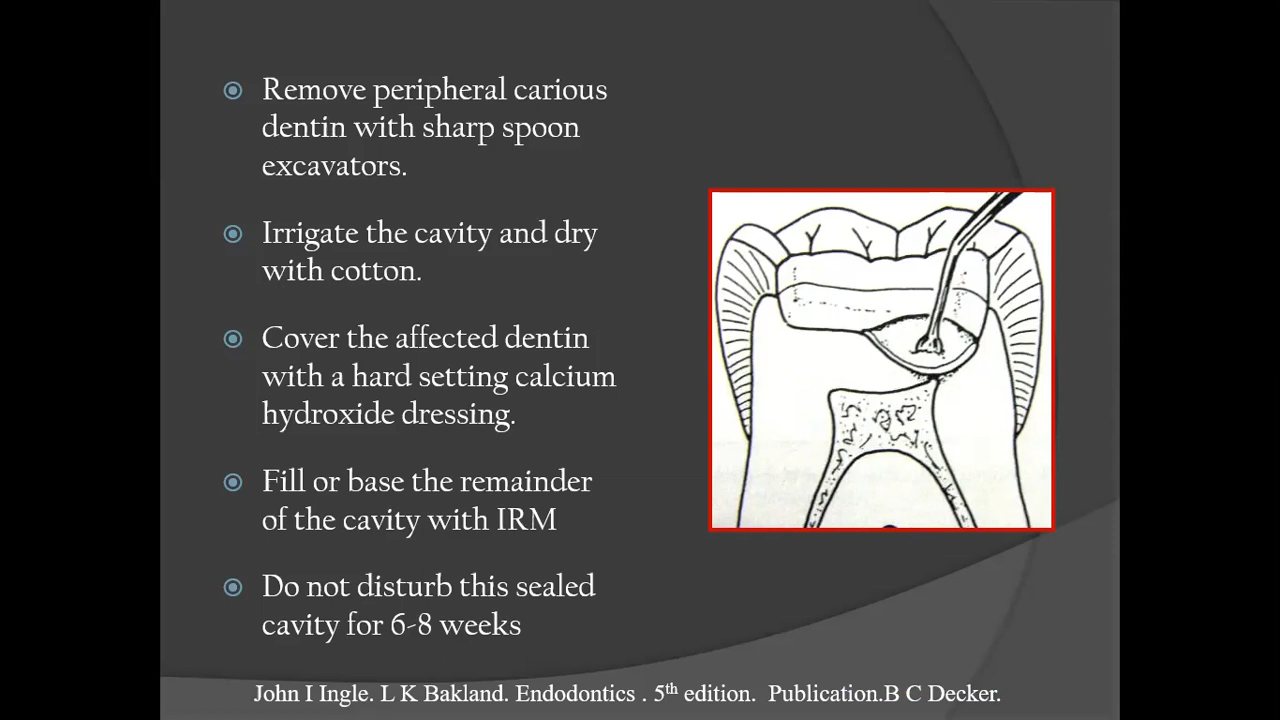 Remove peripheral carious
dentin with sharp spoon
excavators.
Irrigate the cavity and dry
with cotton.
Cover the affected dentin
with a hard setting calcium
hydroxide dressing.
Fill or base the remainder
of the cavity with IRM
Do not disturb this sealed
cavity for 6-8 weeks
John I Ingle. L K Bakland. Endodontics . 5th edition. Publication.B C Decker.